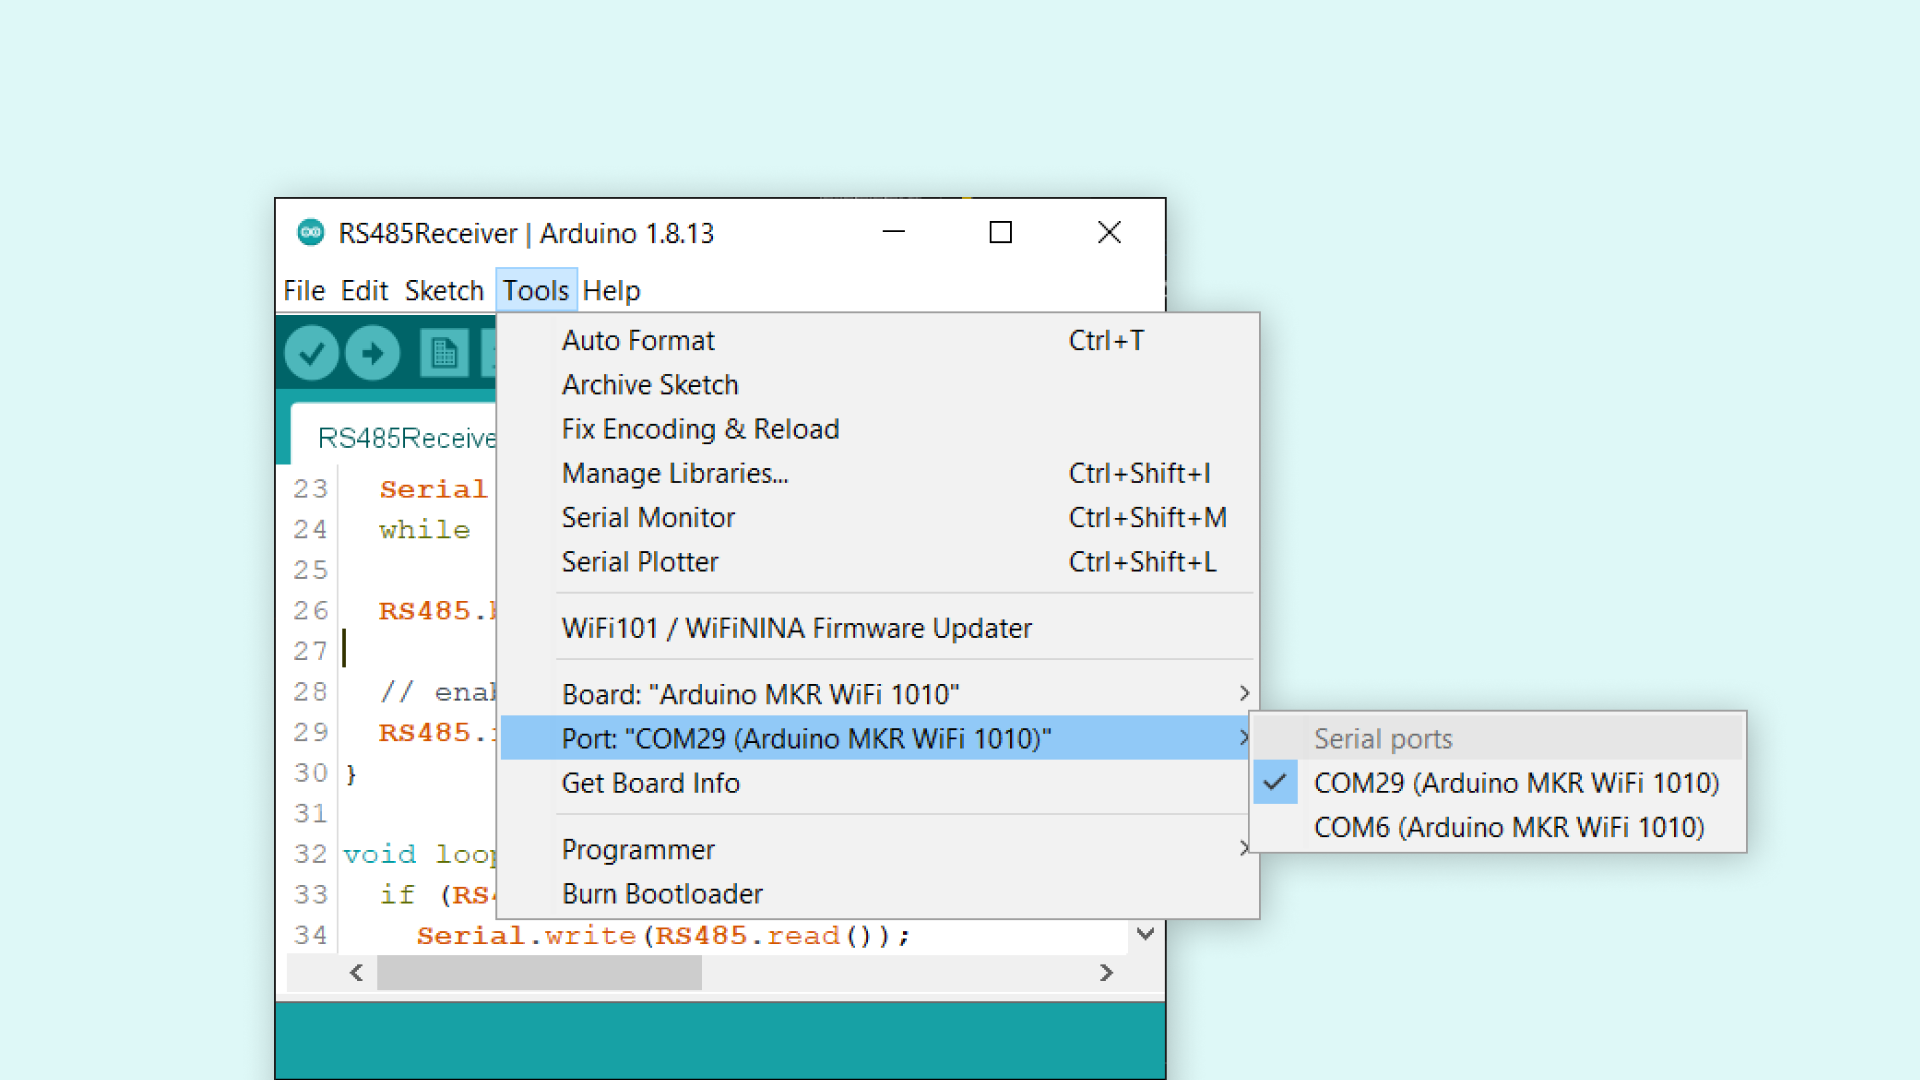 RS485Receiver | Arduino 1.8.13
File Edit Sketch Tools Help
Auto Format Ctrl+T
Archive Sketch
Fix Encoding & Reload
Manage Libraries... Ctrl+Shift+I
Serial Monitor Ctrl+Shift+M
Serial Plotter Ctrl+Shift+L
WiFi101 / WiFiNINA Firmware Updater
Board: "Arduino MKR WiFi 1010"
Port: "COM29 (Arduino MKR WiFi 1010)"
Get Board Info
Programmer
Burn Bootloader
Serial ports
COM29 (Arduino MKR WiFi 1010)
COM6 (Arduino MKR WiFi 1010)
RS485Receive
23 Serial
24 while
25
26 RS485.
27
28 // ena
29 RS485.
30 }
31
32 void loop
33 if (RS4
34 Serial.write(RS485.read());